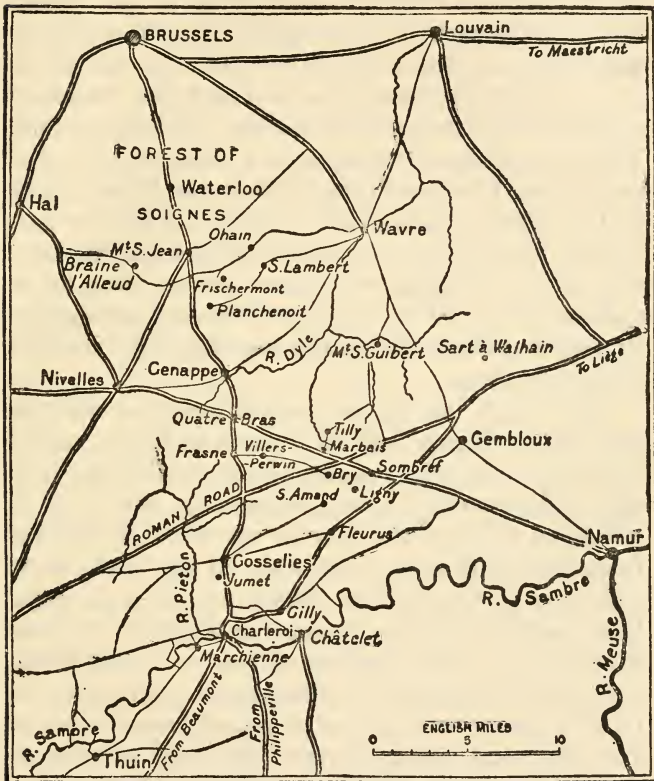 BRUSSELS
Louvain
To Maestricht
FOREST OF
Waterloo
SOIGNES
Hal
Ohain
Wavre
Mt. S. Jean
S. Lambert
Braine
l'Alleud
Frischermont
Planchenoit
R. Dyle
Mt S. Guibert
Sart à Walhain
To Liège
Genappe
Nivelles
Quatre Bras
Tilly
Marbais
Gembloux
Frasne
Villers-
Perwin
Sombref
Bry
S. Amand
Ligny
ROMAN ROAD
Fleurus
Namur
Gosselies
Jumet
R. Pieton
R. Sambre
Gilly
Charleroi
Châtelet
Marchienne
R. Meuse
R. Samore
From Beaumont
From
Philippeville
Thuin
ENGLISH MILES
0 5 10